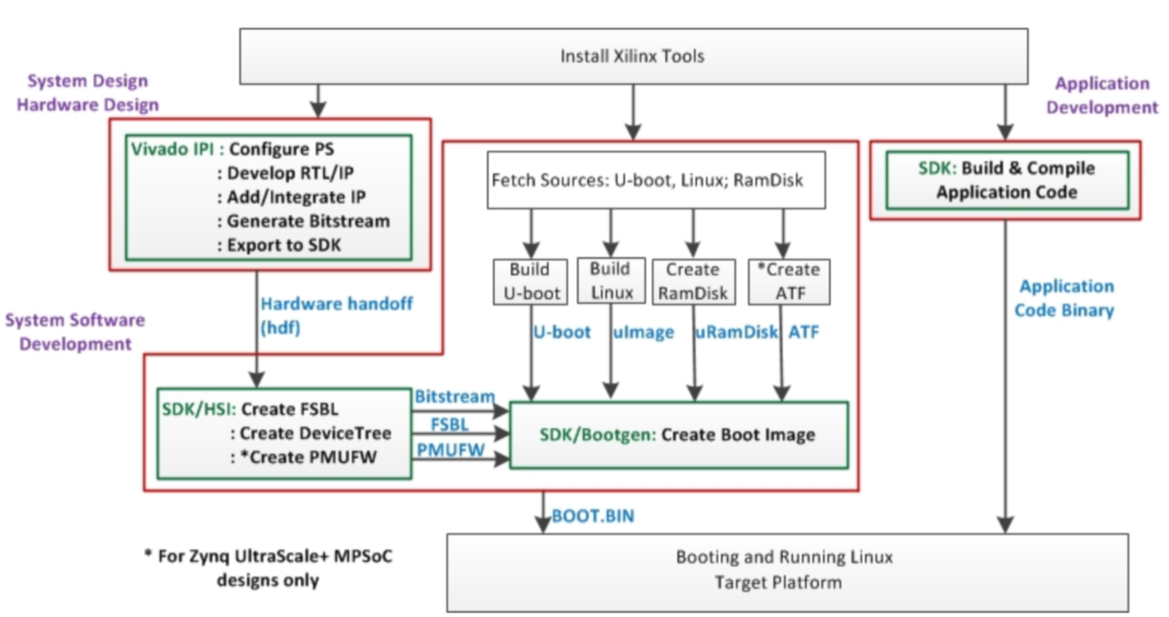 Install Xilinx Tools
System Design
Hardware Design
Application
Development
Vivado IPI : Configure PS
: Develop RTL/IP
: Add/Integrate IP
: Generate Bitstream
: Export to SDK
Fetch Sources: U-boot, Linux; RamDisk
SDK: Build & Compile
Application Code
Build
U-boot
Build
Linux
Create
RamDisk
*Create
ATF
Hardware handoff
(hdf)
System Software
Development
U-boot
uImage
uRamDisk
ATF
Application
Code Binary
SDK/HSI: Create FSBL
: Create DeviceTree
: *Create PMUFW
Bitstream
FSBL
PMUFW
SDK/Bootgen: Create Boot Image
BOOT.BIN
* For Zynq UltraScale+ MPSoC
designs only
Booting and Running Linux
Target Platform